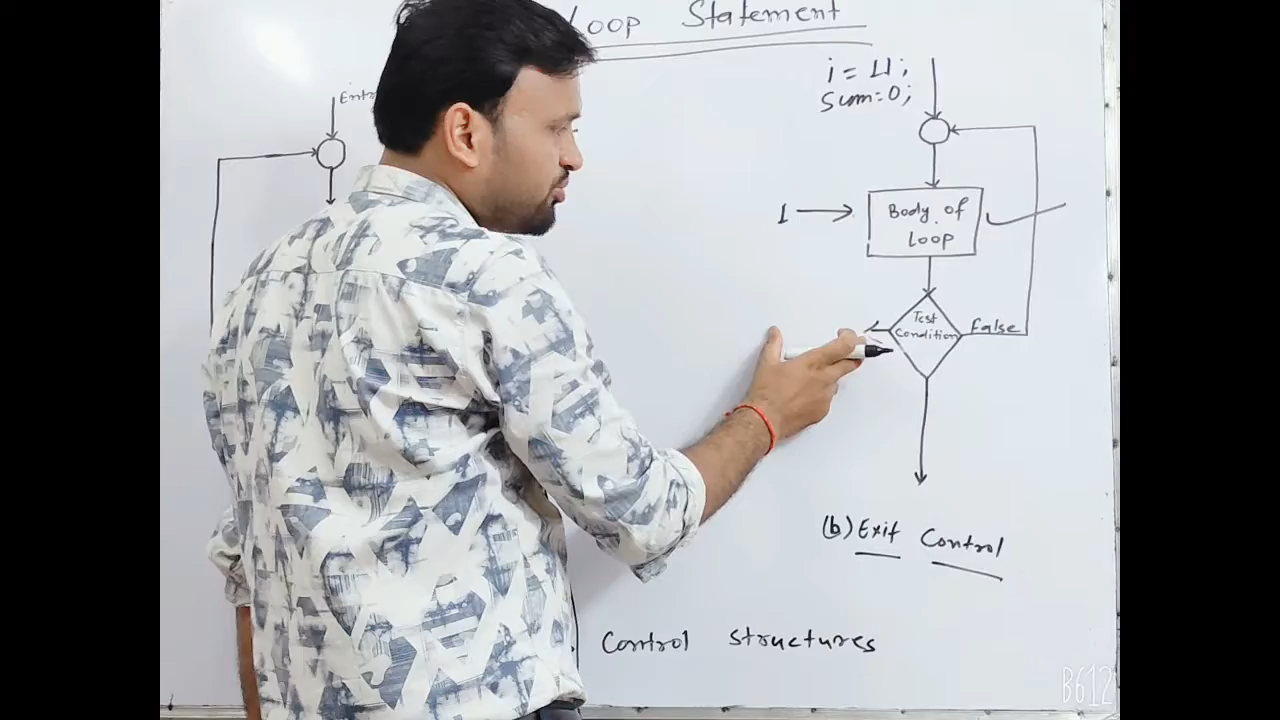 Loop Statement
i = 11;
Sum=0;
Body of
Loop
1
Test
Condition
False
(b) Exit Control
Control Structures
B612